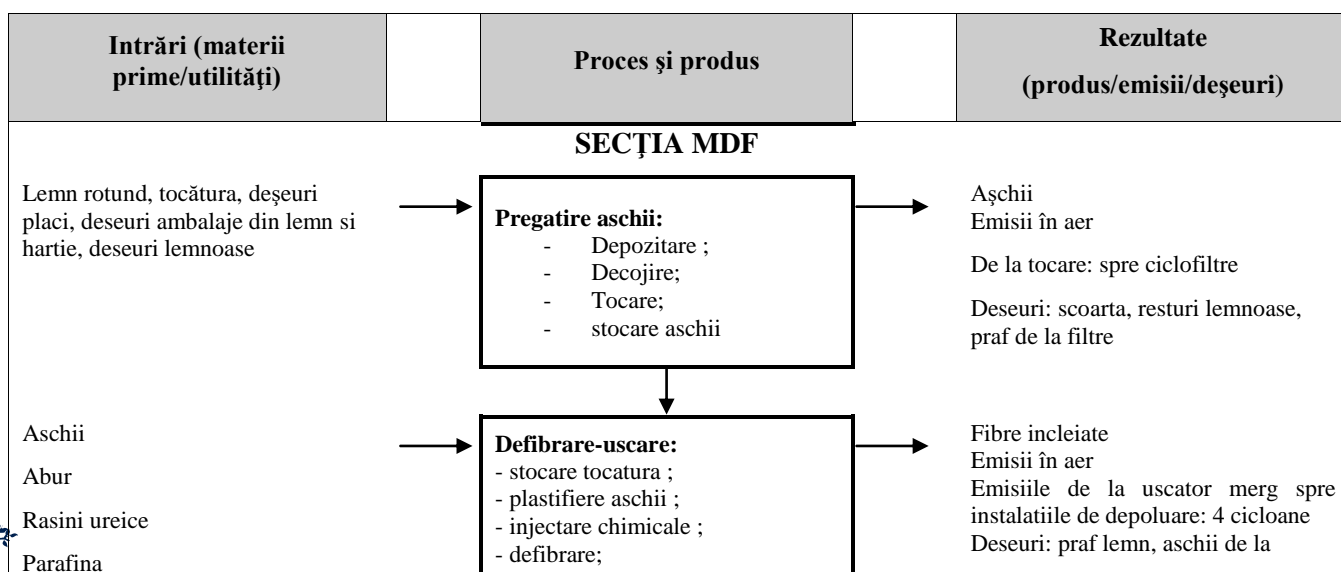 Intrări (materii
prime/utilităţi)
Proces şi produs
Rezultate
(produs/emisii/deşeuri)
SECŢIA MDF
Lemn rotund, tocătura, deşeuri
placi, deseuri ambalaje din lemn si
hartie, deseuri lemnoase
Pregatire aschii:
- Depozitare ;
- Decojire;
- Tocare;
- stocare aschii
Aşchii
Emisii în aer
De la tocare: spre ciclofiltre
Deseuri: scoarta, resturi lemnoase,
praf de la filtre
Aschii
Abur
Rasini ureice
Parafina
Defibrare-uscare:
- stocare tocatura ;
- plastifiere aschii ;
- injectare chimicale ;
- defibrare;
Fibre incleiate
Emisii în aer
Emisiile de la uscator merg spre
instalatiile de depoluare: 4 cicloane
Deseuri: praf lemn, aschii de la